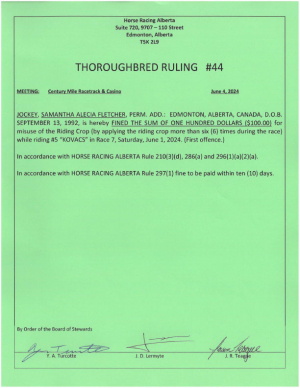 Horse Racing Alberta
Suite 720, 9707 – 110 Street
Edmonton, Alberta
T5K 2L9
THOROUGHBRED RULING #44
MEETING: Century Mile Racetrack & Casino June 4, 2024
JOCKEY, SAMANTHA ALECIA FLETCHER, PERM. ADD.: EDMONTON, ALBERTA, CANADA, D.O.B.
SEPTEMBER 13, 1992, is hereby FINED THE SUM OF ONE HUNDRED DOLLARS ($100.00) for
misuse of the Riding Crop (by applying the riding crop more than six (6) times during the race)
while riding #5 "KOVACS" in Race 7, Saturday, June 1, 2024. (First offence.)
In accordance with HORSE RACING ALBERTA Rule 210(3)(d), 286(a) and 296(1)(a)(2)(a).
In accordance with HORSE RACING ALBERTA Rule 297(1) fine to be paid within ten (10) days.
By Order of the Board of Stewards
F. A. Turcotte J. D. Lermyte J. R. Teague